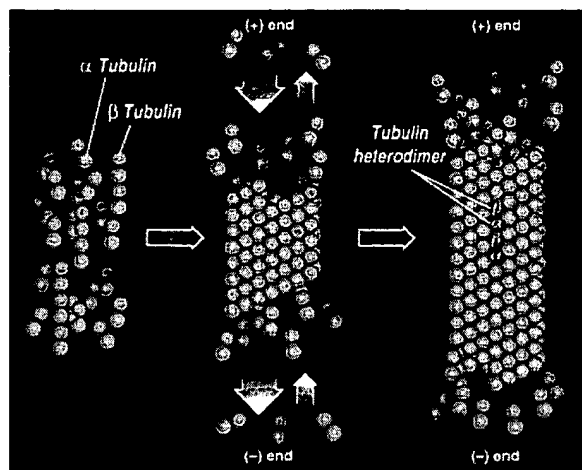 (+) end
(+) end
α Tubulin
β Tubulin
Tubulin
heterodimer
(−) end
(−) end